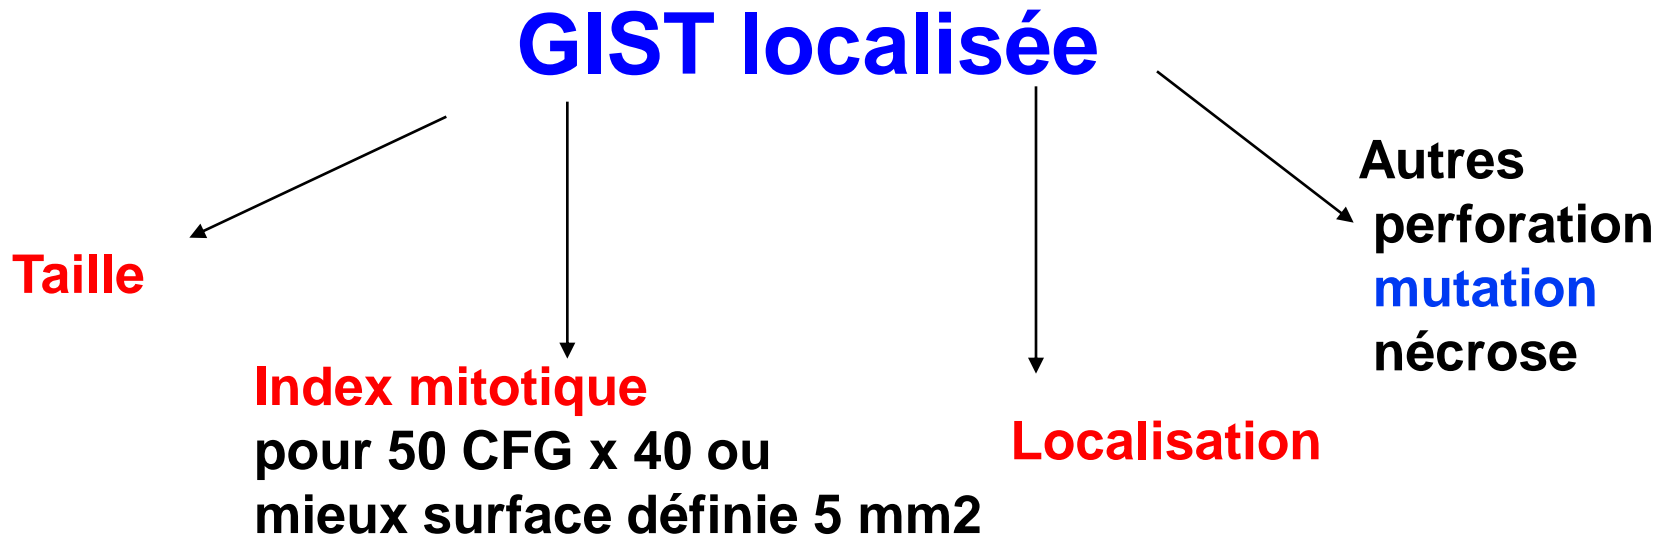 GIST localisée
Taille
Index mitotique
pour 50 CFG x 40 ou
mieux surface définie 5 mm2
Localisation
Autres
perforation
mutation
nécrose